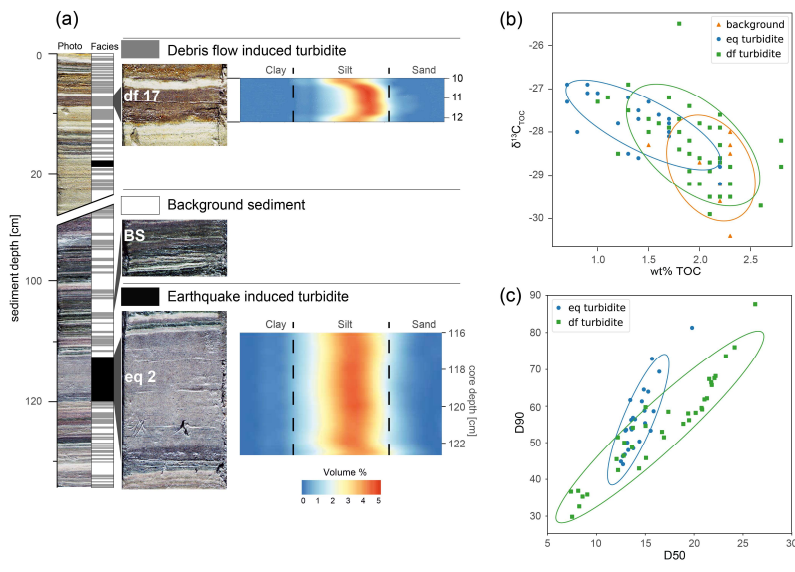 (a)
Photo Facies
0
20
100
120
sediment depth [cm]
Debris flow induced turbidite
df 17
Clay Silt Sand
10
11
12
Background sediment
BS
Earthquake induced turbidite
eq 2
Clay Silt Sand
116
118
120
122
core depth [cm]
Volume %
0 1 2 3 4 5
(b)
background
eq turbidite
df turbidite
-26
-27
-28
-29
-30
δ¹³C_TOC
1.0 1.5 2.0 2.5
wt% TOC
(c)
eq turbidite
df turbidite
90
80
70
60
50
40
30
D90
5 10 15 20 25 30
D50